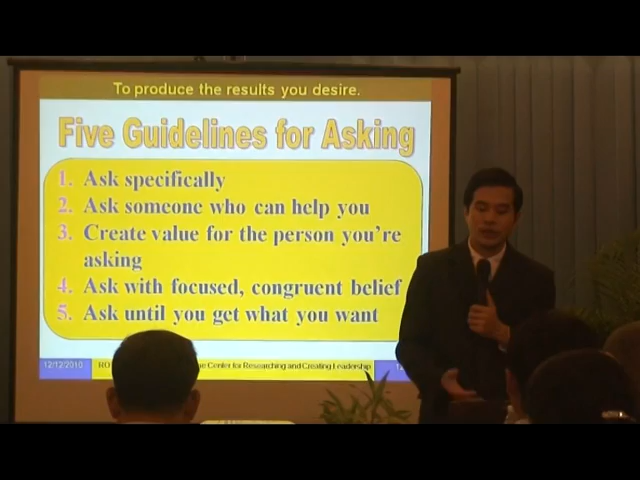 To produce the results you desire.
Five Guidelines for Asking
1. Ask specifically
2. Ask someone who can help you
3. Create value for the person you're
asking
4. Ask with focused, congruent belief
5. Ask until you get what you want
12/12/2010 RO Center for Researching and Creating Leadership